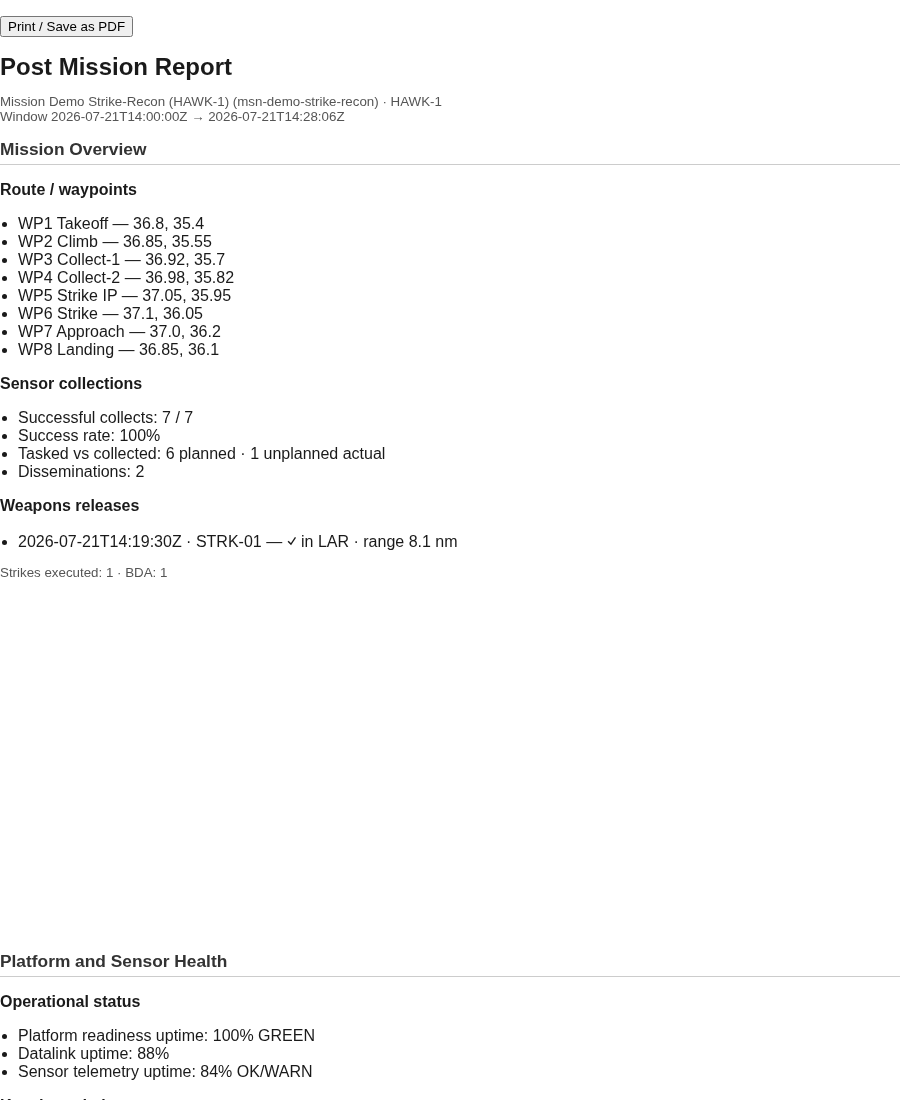 Print / Save as PDF
Post Mission Report
Mission Demo Strike-Recon (HAWK-1) (msn-demo-strike-recon) · HAWK-1
Window 2026-07-21T14:00:00Z → 2026-07-21T14:28:06Z
Mission Overview
Route / waypoints
• WP1 Takeoff — 36.8, 35.4
• WP2 Climb — 36.85, 35.55
• WP3 Collect-1 — 36.92, 35.7
• WP4 Collect-2 — 36.98, 35.82
• WP5 Strike IP — 37.05, 35.95
• WP6 Strike — 37.1, 36.05
• WP7 Approach — 37.0, 36.2
• WP8 Landing — 36.85, 36.1
Sensor collections
• Successful collects: 7 / 7
• Success rate: 100%
• Tasked vs collected: 6 planned · 1 unplanned actual
• Disseminations: 2
Weapons releases
• 2026-07-21T14:19:30Z · STRK-01 — ✓ in LAR · range 8.1 nm
Strikes executed: 1 · BDA: 1
Platform and Sensor Health
Operational status
• Platform readiness uptime: 100% GREEN
• Datalink uptime: 88%
• Sensor telemetry uptime: 84% OK/WARN